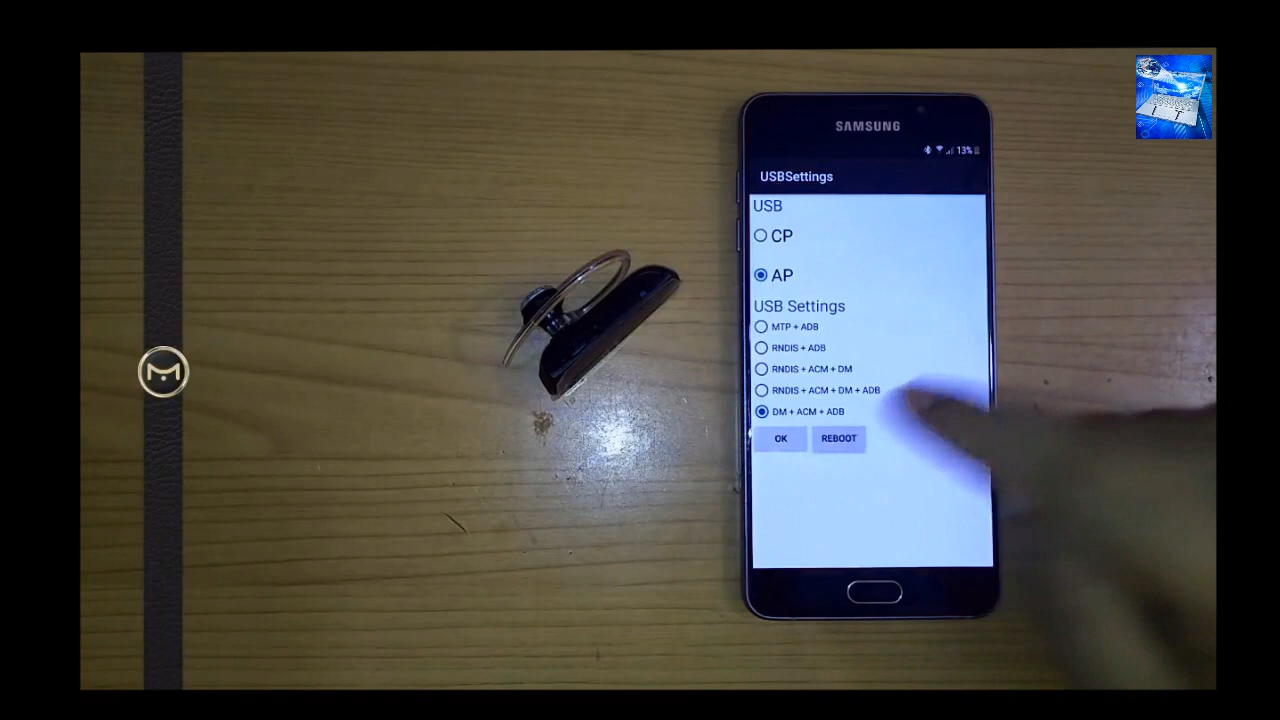 SAMSUNG
13%
USBSettings
USB
CP
AP
USB Settings
MTP + ADB
RNDIS + ADB
RNDIS + ACM + DM
RNDIS + ACM + DM + ADB
DM + ACM + ADB
OK REBOOT
I T